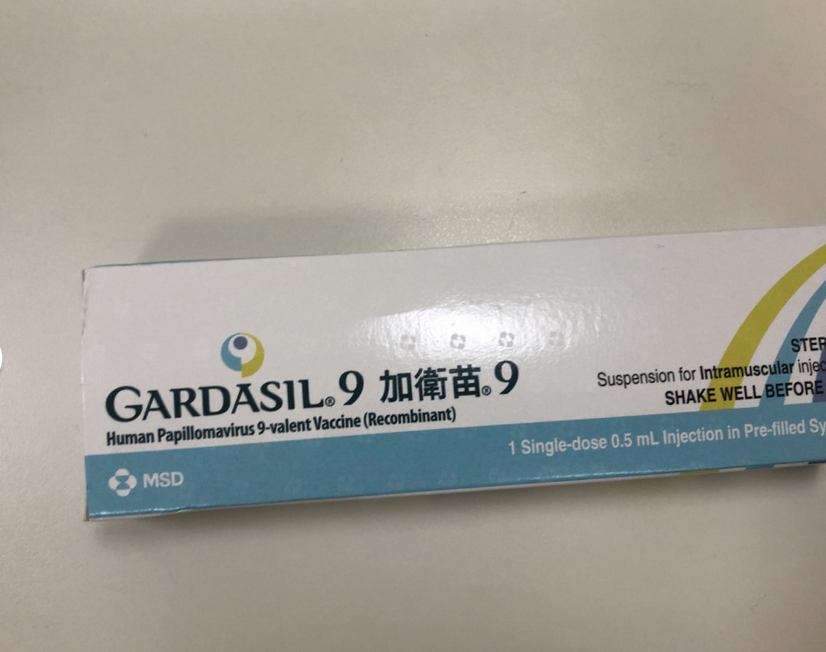 GARDASIL®9 加衛苗®9
Human Papillomavirus 9-valent Vaccine (Recombinant)
MSD
Suspension for Intramuscular
SHAKE WELL BEFORE
1 Single-dose 0.5 mL Injection in Pre-filled